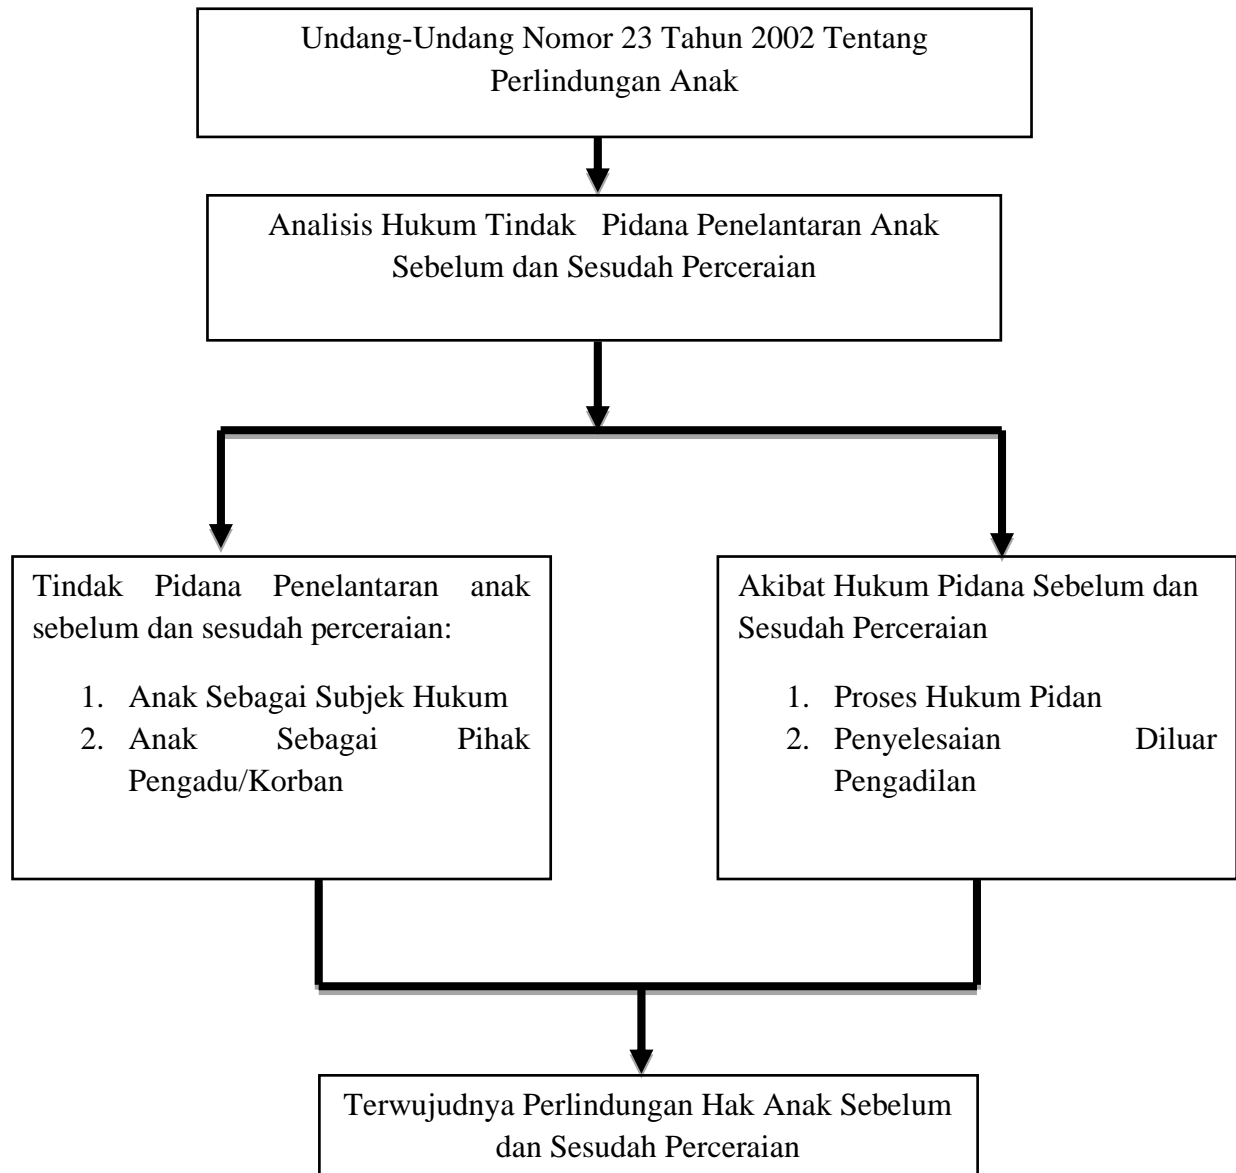 Undang-Undang Nomor 23 Tahun 2002 Tentang
Perlindungan Anak
Analisis Hukum Tindak Pidana Penelantaran Anak
Sebelum dan Sesudah Perceraian
Tindak Pidana Penelantaran anak
sebelum dan sesudah perceraian:
1. Anak Sebagai Subjek Hukum
2. Anak Sebagai Pihak
Pengadu/Korban
Akibat Hukum Pidana Sebelum dan
Sesudah Perceraian
1. Proses Hukum Pidan
2. Penyelesaian Diluar
Pengadilan
Terwujudnya Perlindungan Hak Anak Sebelum
dan Sesudah Perceraian